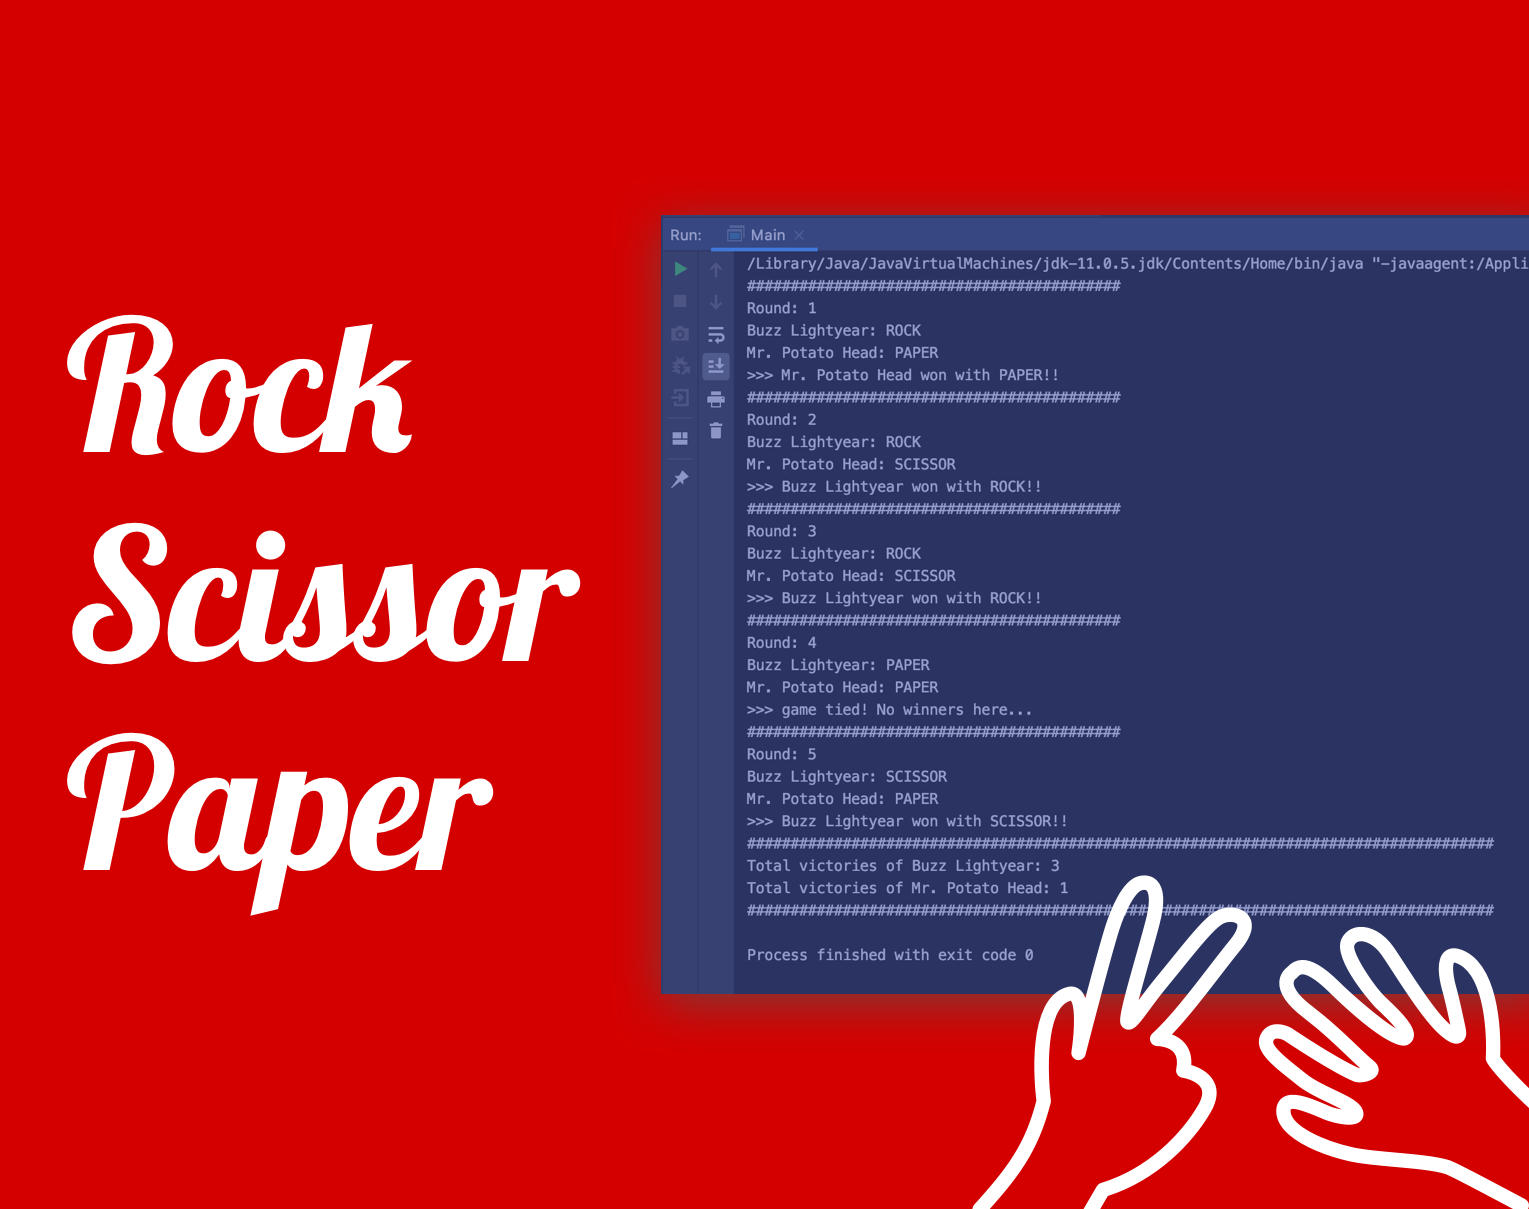 Rock
Scissor
Paper
Run: Main
/Library/Java/JavaVirtualMachines/jdk-11.0.5.jdk/Contents/Home/bin/java "-javaagent:/Appli
###########################################
Round: 1
Buzz Lightyear: ROCK
Mr. Potato Head: PAPER
>>> Mr. Potato Head won with PAPER!!
###########################################
Round: 2
Buzz Lightyear: ROCK
Mr. Potato Head: SCISSOR
>>> Buzz Lightyear won with ROCK!!
###########################################
Round: 3
Buzz Lightyear: ROCK
Mr. Potato Head: SCISSOR
>>> Buzz Lightyear won with ROCK!!
###########################################
Round: 4
Buzz Lightyear: PAPER
Mr. Potato Head: PAPER
>>> game tied! No winners here...
###########################################
Round: 5
Buzz Lightyear: SCISSOR
Mr. Potato Head: PAPER
>>> Buzz Lightyear won with SCISSOR!!
######################################################################################
Total victories of Buzz Lightyear: 3
Total victories of Mr. Potato Head: 1
######################################################################################
Process finished with exit code 0